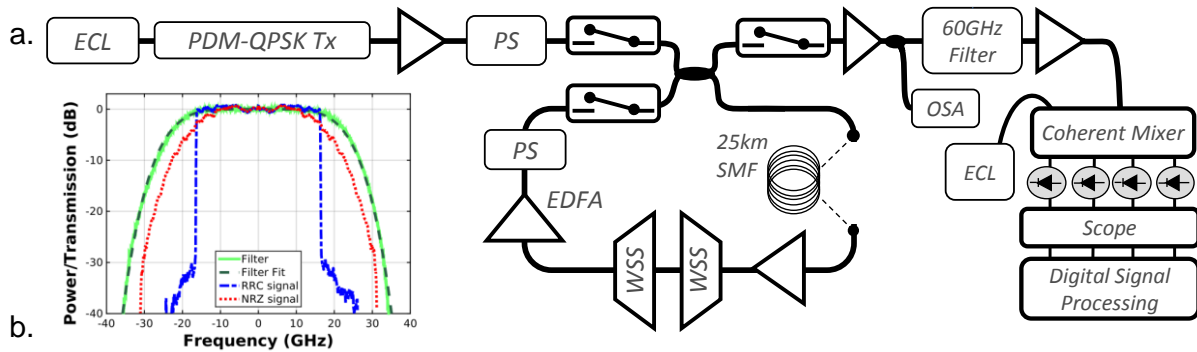 a.
ECL
PDM-QPSK Tx
PS
60GHz
Filter
OSA
ECL
Coherent Mixer
Scope
Digital Signal
Processing
25km
SMF
PS
EDFA
WSS
WSS
b.
Power/Transmission (dB)
0
-10
-20
-30
-40
-40 -30 -20 -10 0 10 20 30 40
Frequency (GHz)
Filter
Filter Fit
RRC signal
NRZ signal